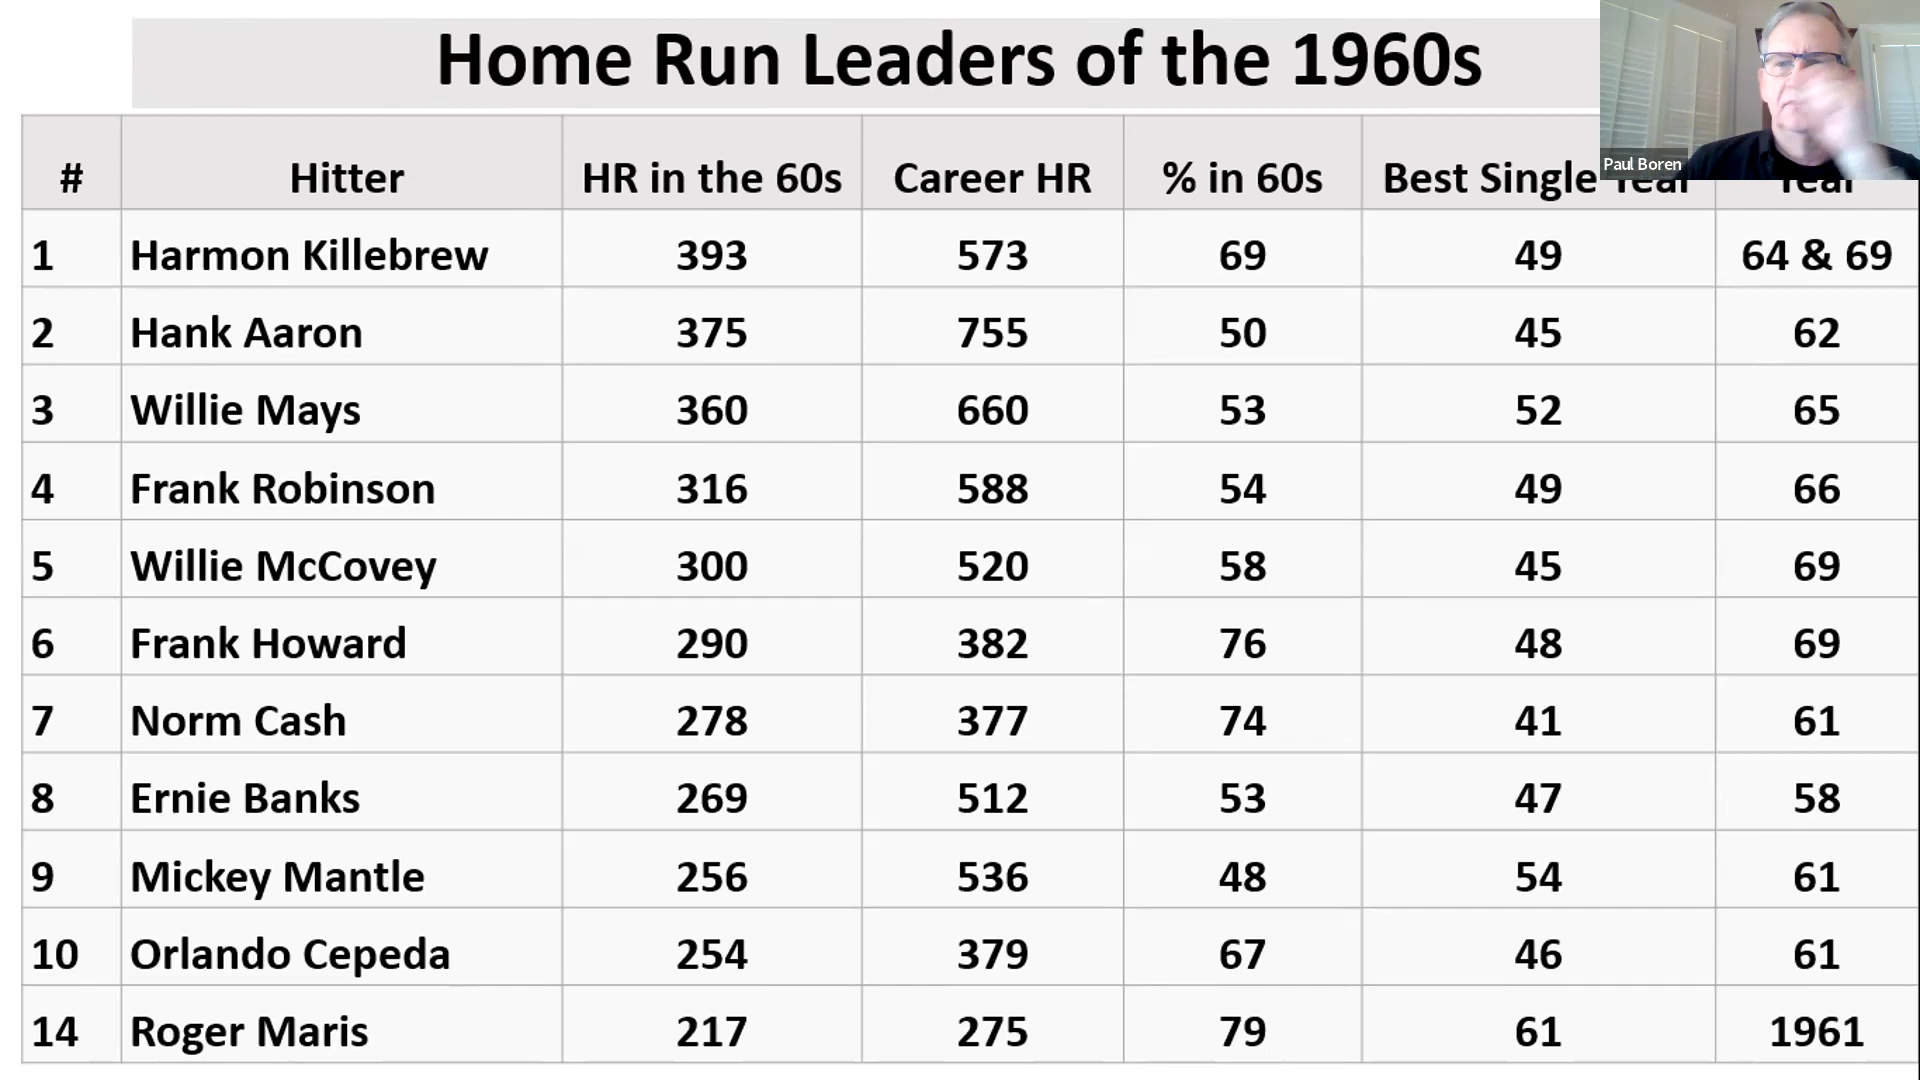 Home Run Leaders of the 1960s
Paul Boren
# Hitter HR in the 60s Career HR % in 60s Best Single Year Year
1 Harmon Killebrew 393 573 69 49 64 & 69
2 Hank Aaron 375 755 50 45 62
3 Willie Mays 360 660 53 52 65
4 Frank Robinson 316 588 54 49 66
5 Willie McCovey 300 520 58 45 69
6 Frank Howard 290 382 76 48 69
7 Norm Cash 278 377 74 41 61
8 Ernie Banks 269 512 53 47 58
9 Mickey Mantle 256 536 48 54 61
10 Orlando Cepeda 254 379 67 46 61
14 Roger Maris 217 275 79 61 1961